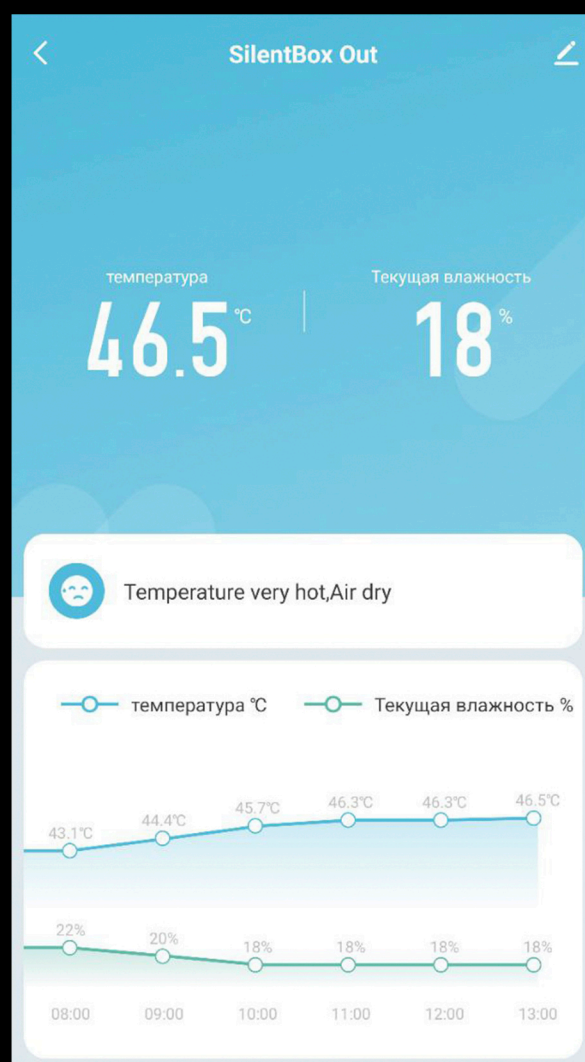 SilentBox Out
температура
Текущая влажность
46.5 ℃
18 %
Temperature very hot,Air dry
температура ℃
Текущая влажность %
43.1℃ 44.4℃ 45.7℃ 46.3℃ 46.3℃ 46.5℃
22% 20% 18% 18% 18% 18%
08:00 09:00 10:00 11:00 12:00 13:00